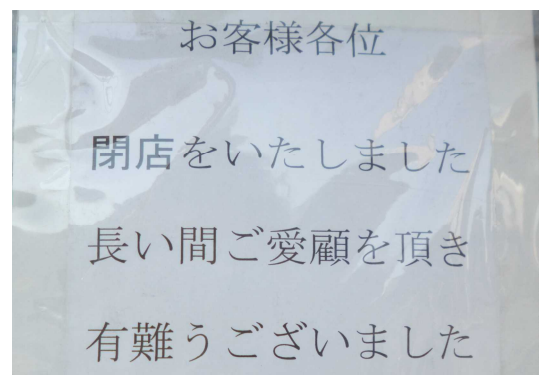 お客様各位
閉店をいたしました
長い間ご愛顧を頂き
有難うございました